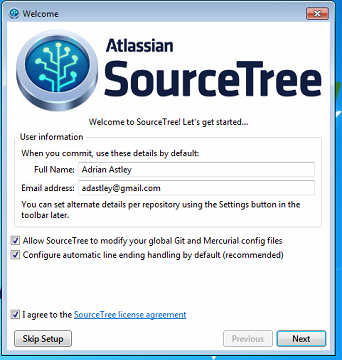 Welcome
Atlassian
SourceTree
Welcome to SourceTree! Let's get started...
User information
When you commit, use these details by default:
Full Name: Adrian Astley
Email address: adastley@gmail.com
You can set alternate details per repository using the Settings button in the
toolbar later.
Allow SourceTree to modify your global Git and Mercurial config files
Configure automatic line ending handling by default (recommended)
I agree to the SourceTree license agreement
Skip Setup Previous Next